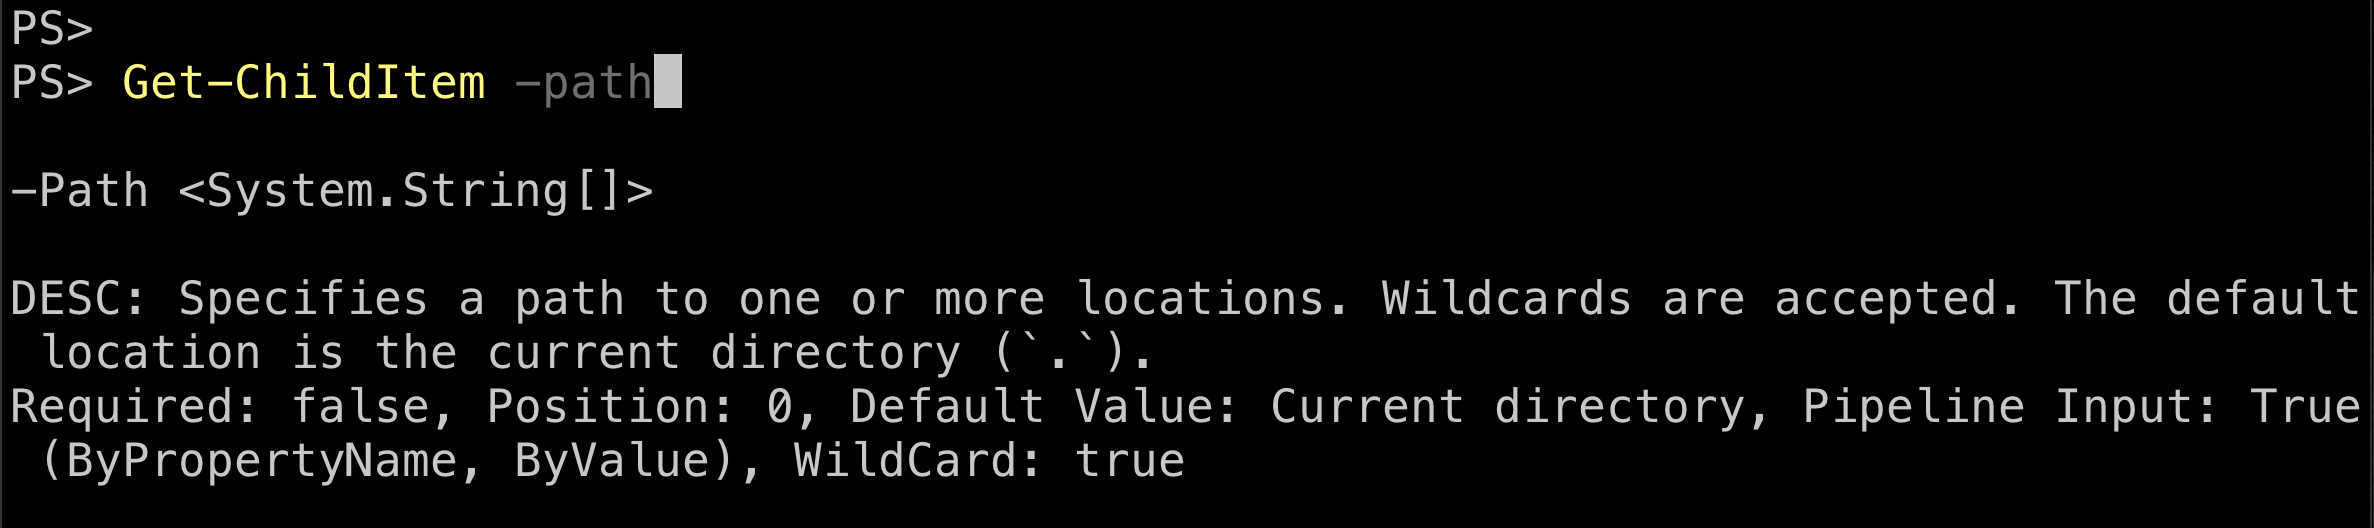 PS>
PS> Get-ChildItem -path
-Path <System.String[]>
DESC: Specifies a path to one or more locations. Wildcards are accepted. The default
location is the current directory (`.`).
Required: false, Position: 0, Default Value: Current directory, Pipeline Input: True
(ByPropertyName, ByValue), WildCard: true